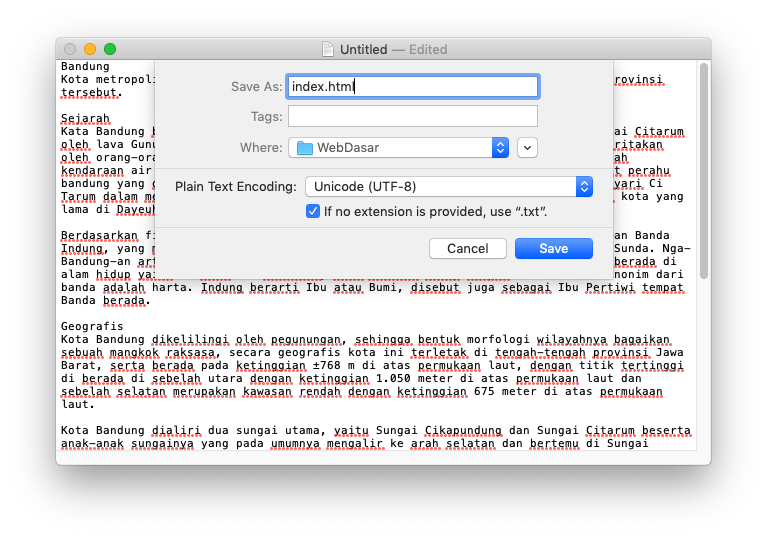 Untitled — Edited
Bandung
Kota metropoli
rovinsi
tersebut.
Save As: index.html
Tags:
Where: WebDasar
Plain Text Encoding: Unicode (UTF-8)
If no extension is provided, use “.txt”.
Cancel Save
Sejarah
Kata Bandung b
ai Citarum
oleh lava Gunu
ritakan
oleh orang-ora
ah
kendaraan air
t perahu
bandung yang d
yari Ci
Tarum dalam me
kota yang
lama di Dayeuh
Berdasarkan fi
an Banda
Indung, yang m
Sunda. Nga-
Bandung-an art
berada di
alam hidup yai
nonim dari
banda adalah harta. Indung berarti Ibu atau Bumi, disebut juga sebagai Ibu Pertiwi tempat
Banda berada.
Geografis
Kota Bandung dikelilingi oleh pegunungan, sehingga bentuk morfologi wilayahnya bagaikan
sebuah mangkok raksasa, secara geografis kota ini terletak di tengah-tengah provinsi Jawa
Barat, serta berada pada ketinggian ±768 m di atas permukaan laut, dengan titik tertinggi
di berada di sebelah utara dengan ketinggian 1.050 meter di atas permukaan laut dan
sebelah selatan merupakan kawasan rendah dengan ketinggian 675 meter di atas permukaan
laut.
Kota Bandung dialiri dua sungai utama, yaitu Sungai Cikapundung dan Sungai Citarum beserta
anak-anak sungainya yang pada umumnya mengalir ke arah selatan dan bertemu di Sungai